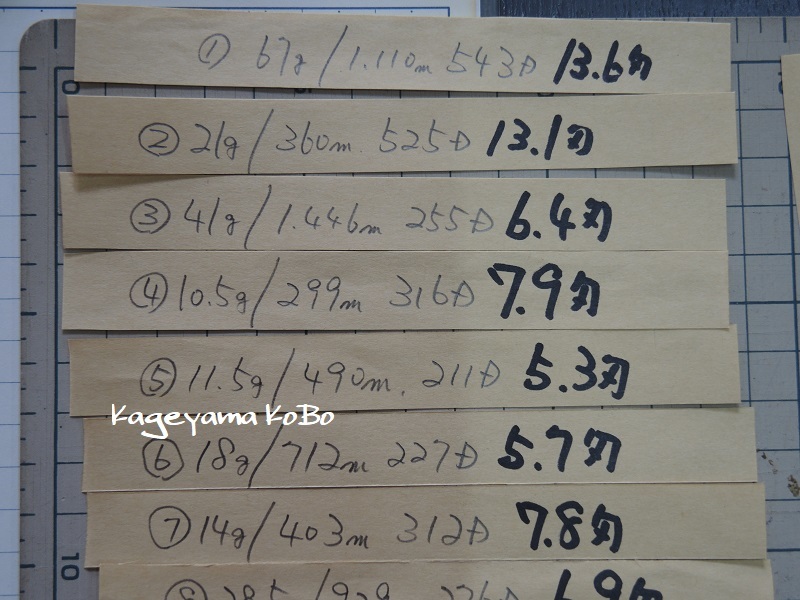 ① 67g/1.110m 543D 13.6匁
② 21g/360m. 525D 13.1匁
③ 41g/1.446m 255D 6.4匁
④ 10.5g/299m 316D 7.9匁
⑤ 11.5g/490m. 211D 5.3匁
Kageyama KoBo
⑥ 18g/712m 227D 5.7匁
⑦ 14g/403m 312D 7.8匁
0
10